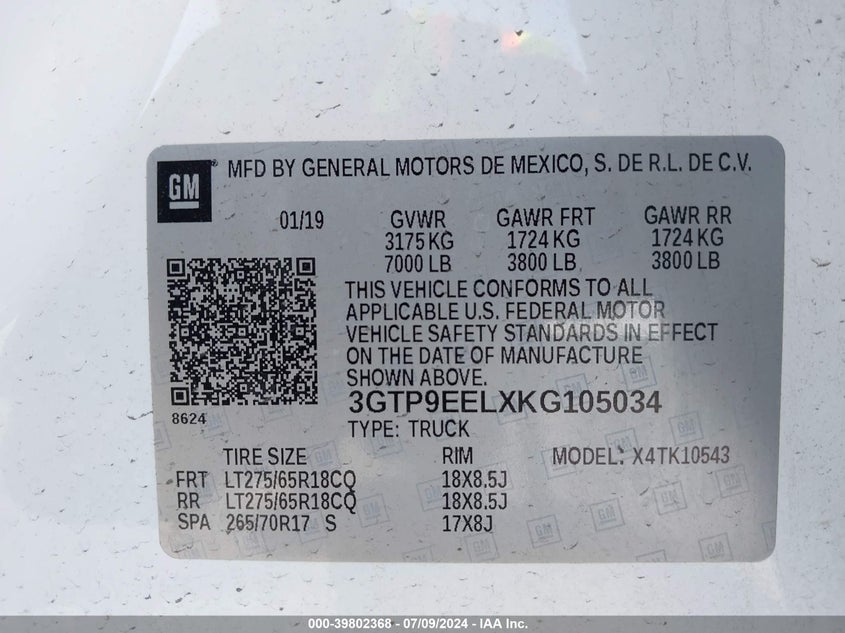 GM® MFD BY GENERAL MOTORS DE MEXICO, S. DE R.L. DE C.V.
01/19 GVWR GAWR FRT GAWR RR
3175 KG 1724 KG 1724 KG
7000 LB 3800 LB 3800 LB
THIS VEHICLE CONFORMS TO ALL
APPLICABLE U.S. FEDERAL MOTOR
VEHICLE SAFETY STANDARDS IN EFFECT
ON THE DATE OF MANUFACTURE
SHOWN ABOVE.
8624
3GTP9EELXKG105034
TYPE: TRUCK
TIRE SIZE RIM MODEL: X4TK10543
FRT LT275/65R18CQ 18X8.5J
RR LT275/65R18CQ 18X8.5J
SPA 265/70R17 S 17X8J
000-39802368 - 07/09/2024 - IAA Inc.